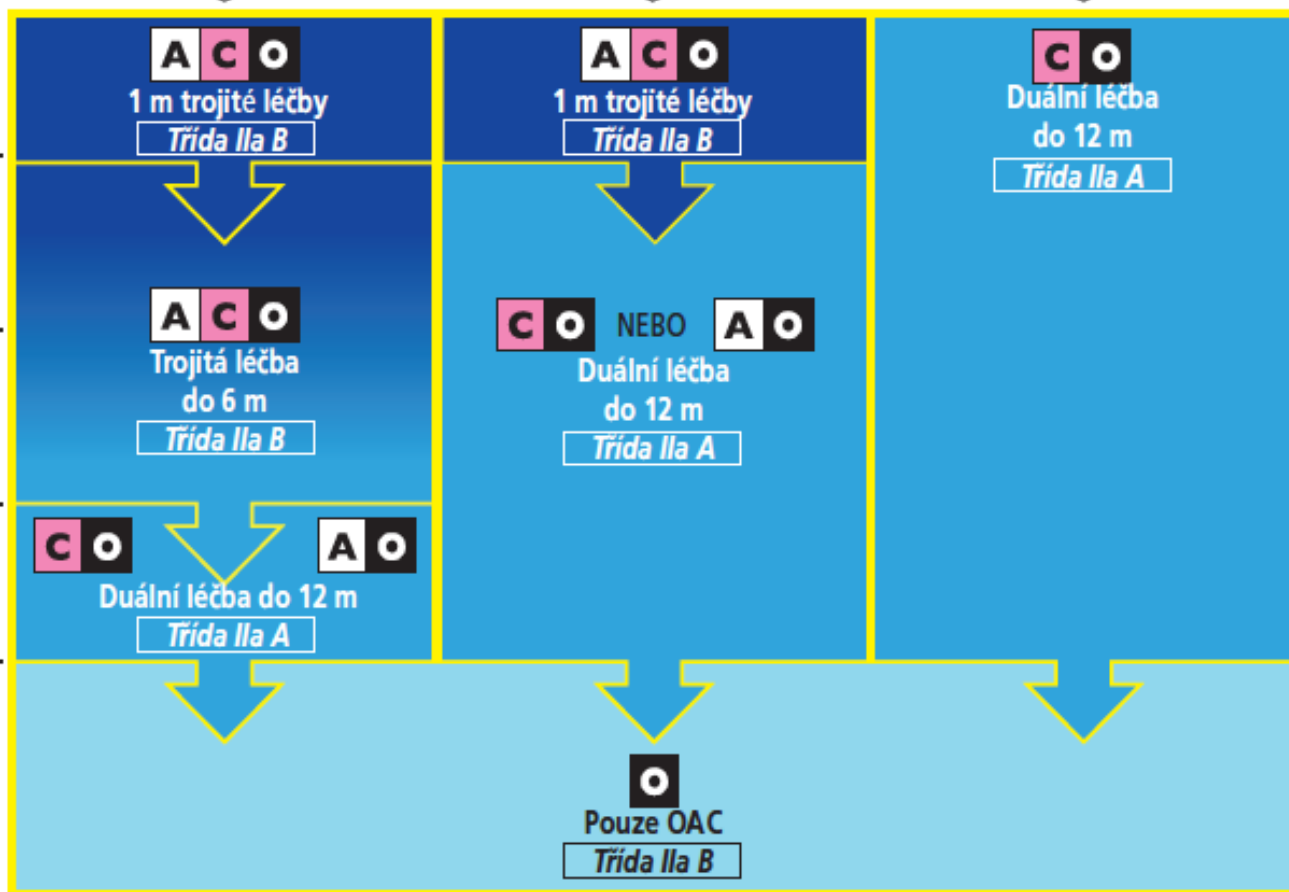 A C O
1 m trojité léčby
Třída IIa B
A C O
Trojitá léčba
do 6 m
Třída IIa B
C O A O
Duální léčba do 12 m
Třída IIa A
A C O
1 m trojité léčby
Třída IIa B
C O NEBO A O
Duální léčba
do 12 m
Třída IIa A
C O
Duální léčba
do 12 m
Třída IIa A
O
Pouze OAC
Třída IIa B